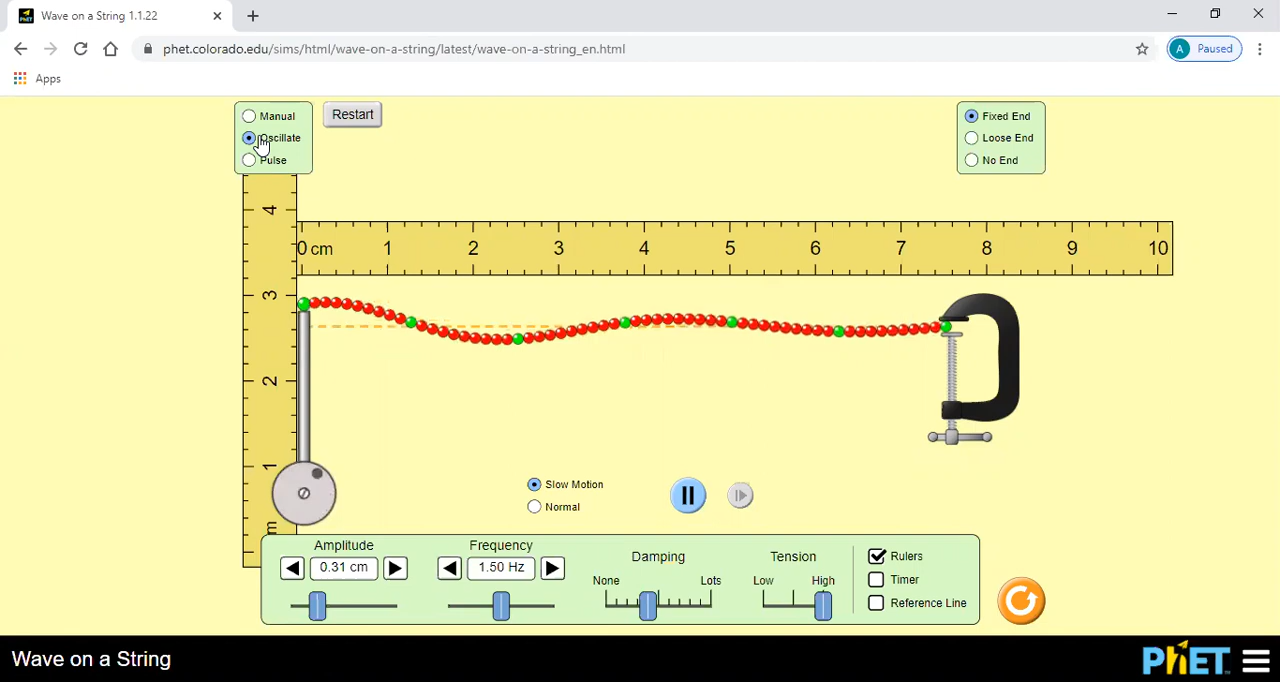 Wave on a String 1.1.22
phet.colorado.edu/sims/html/wave-on-a-string/latest/wave-on-a-string_en.html
A Paused
Apps
Manual
Oscillate
Pulse
Restart
Fixed End
Loose End
No End
4
3
2
1
0 cm 1 2 3 4 5 6 7 8 9 10
Slow Motion
Normal
Amplitude
0.31 cm
Frequency
1.50 Hz
Damping
None Lots
Tension
Low High
Rulers
Timer
Reference Line
Wave on a String
PhET